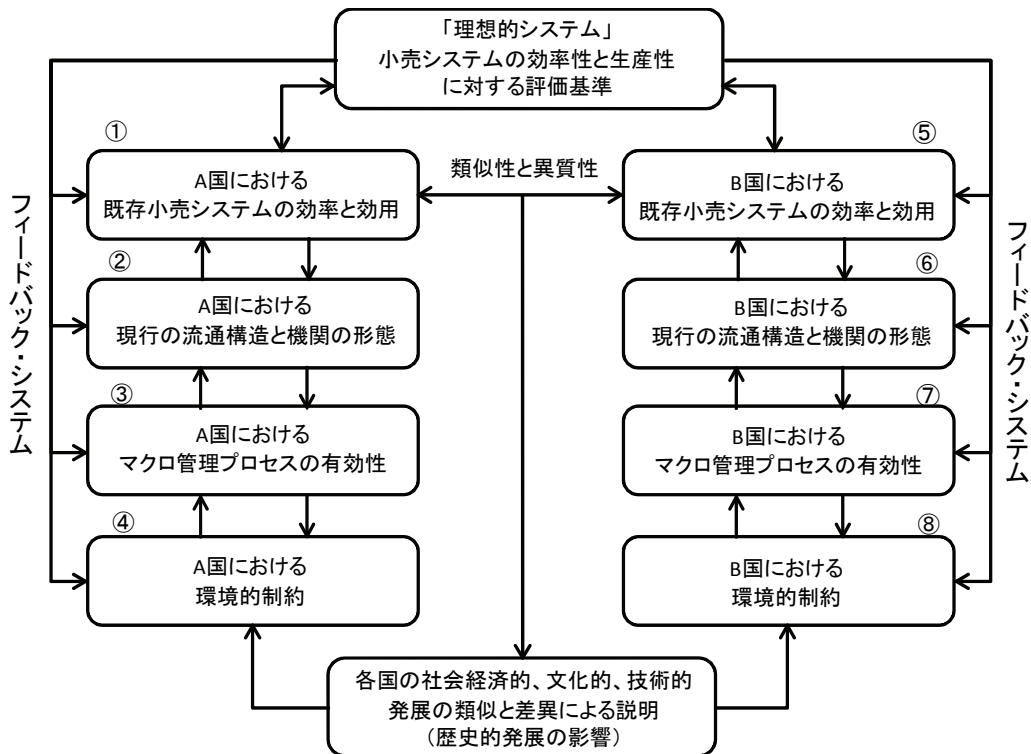 「理想的システム」
小売システムの効率性と生産性
に対する評価基準
①
A国における
既存小売システムの効率と効用
類似性と異質性
⑤
B国における
既存小売システムの効率と効用
②
A国における
現行の流通構造と機関の形態
⑥
B国における
現行の流通構造と機関の形態
③
A国における
マクロ管理プロセスの有効性
⑦
B国における
マクロ管理プロセスの有効性
④
A国における
環境的制約
⑧
B国における
環境的制約
フィードバック・システム
フィードバック・システム
各国の社会経済的、文化的、技術的
発展の類似と差異による説明
（歴史的発展の影響）